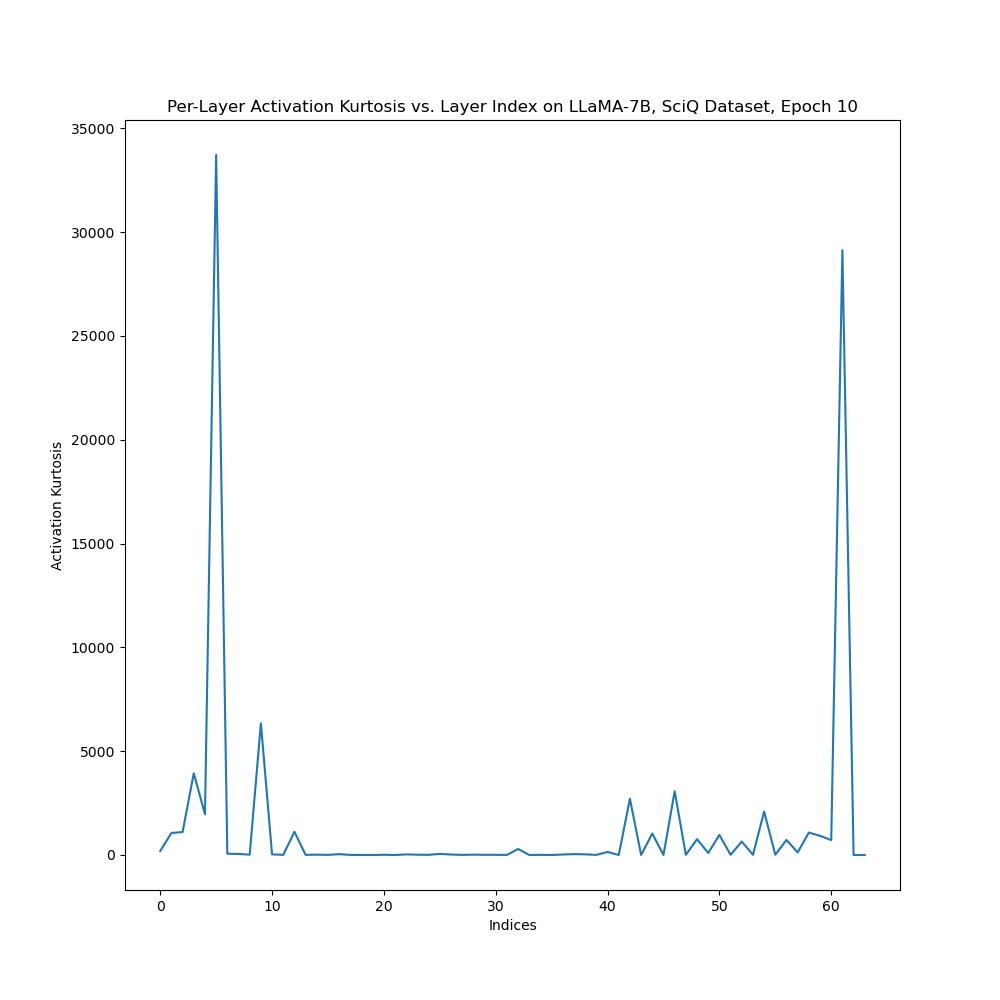 Per-Layer Activation Kurtosis vs. Layer Index on LLaMA-7B, SciQ Dataset, Epoch 10
35000
30000
25000
20000
15000
10000
5000
0
Activation Kurtosis
0 10 20 30 40 50 60
Indices